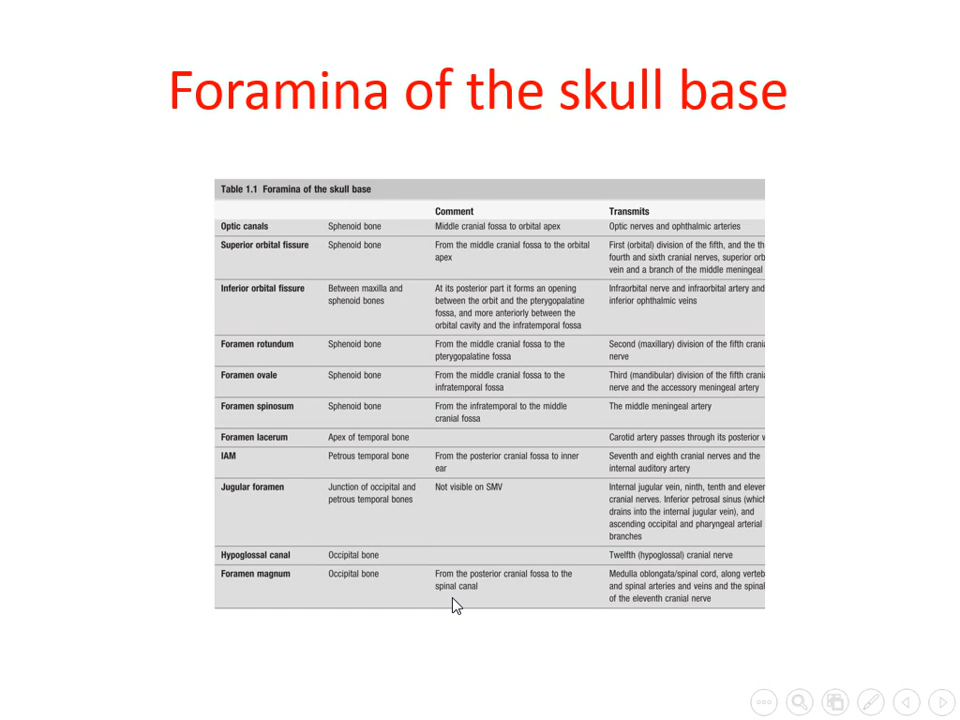 Foramina of the skull base
Table 1.1 Foramina of the skull base
Comment Transmits
Optic canals Sphenoid bone Middle cranial fossa to orbital apex Optic nerves and ophthalmic arteries
Superior orbital fissure Sphenoid bone From the middle cranial fossa to the orbital First (orbital) division of the fifth, and the
apex fourth and sixth cranial nerves, superior
vein and a branch of the middle meningeal
Inferior orbital fissure Between maxilla and At its posterior part it forms an opening Infraorbital nerve and infraorbital artery and
sphenoid bones between the orbit and the pterygopalatine inferior ophthalmic veins
fossa, and more anteriorly between the
orbital cavity and the infratemporal fossa
Foramen rotundum Sphenoid bone From the middle cranial fossa to the Second (maxillary) division of the fifth
pterygopalatine fossa nerve
Foramen ovale Sphenoid bone From the middle cranial fossa to the Third (mandibular) division of the fifth
infratemporal fossa nerve and the accessory meningeal artery
Foramen spinosum Sphenoid bone From the infratemporal to the middle The middle meningeal artery
cranial fossa
Foramen lacerum Apex of temporal bone Carotid artery passes through its posterior
IAM Petrous temporal bone From the posterior cranial fossa to inner Seventh and eighth cranial nerves and the
ear internal auditory artery
Jugular foramen Junction of occipital and Not visible on SMV Internal jugular vein, ninth, tenth and
petrous temporal bones cranial nerves. Inferior petrosal sinus
drains into the internal jugular vein), and
ascending occipital and pharyngeal arterial
branches
Hypoglossal canal Occipital bone Twelfth (hypoglossal) cranial nerve
Foramen magnum Occipital bone From the posterior cranial fossa to the Medulla oblongata/spinal cord, along
spinal canal and spinal arteries and veins and the spinal
of the eleventh cranial nerve